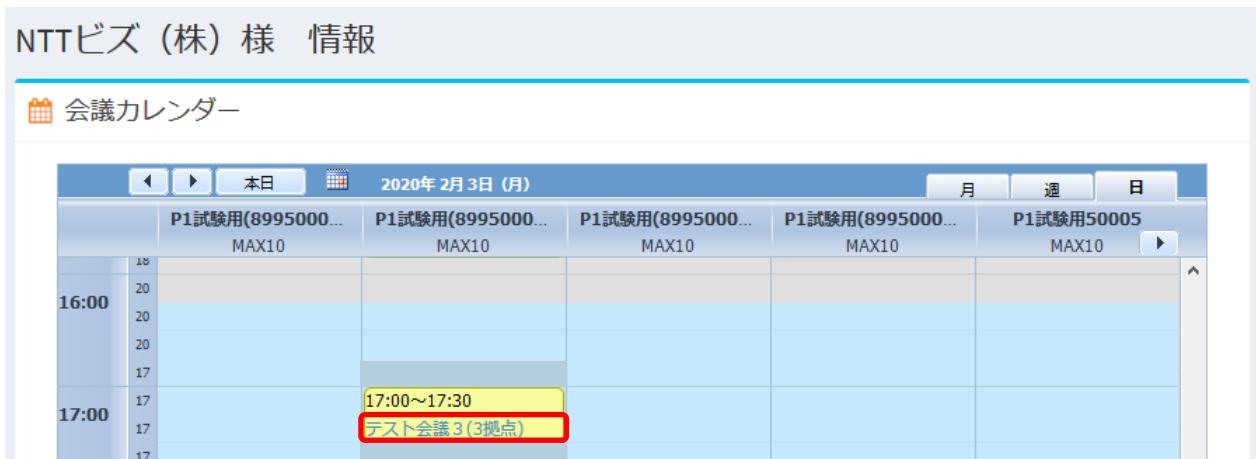 NTTビズ（株）様　情報
会議カレンダー
本日 2020年 2月 3日 (月) 月 週 日
P1試験用(8995000... P1試験用(8995000... P1試験用(8995000... P1試験用(8995000... P1試験用50005
MAX10 MAX10 MAX10 MAX10 MAX10
18
16:00 20
20
20
17
17:00 17 17:00～17:30
17 テスト会議３(3拠点)
17